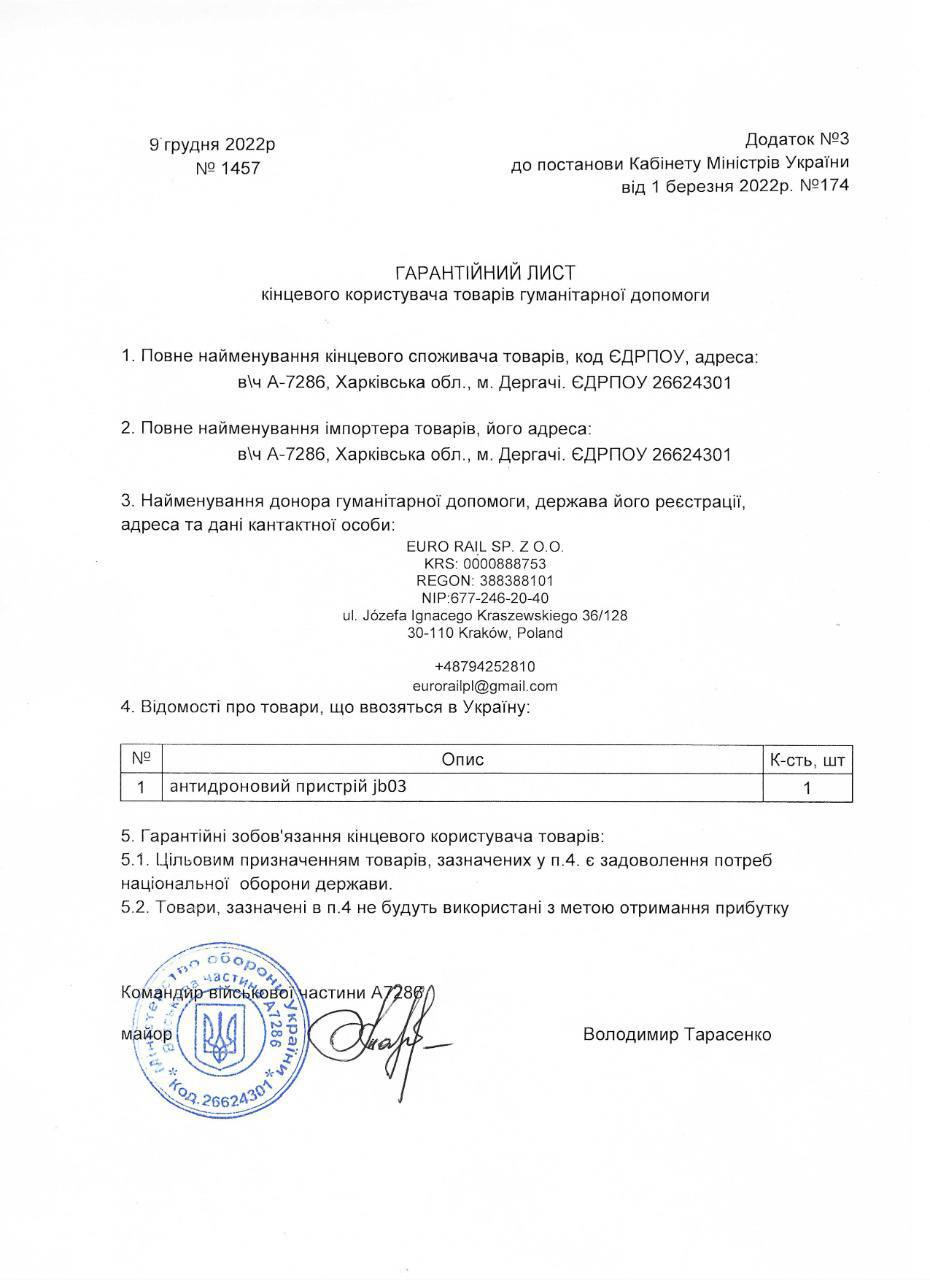 9 грудня 2022р
№ 1457
Додаток №3
до постанови Кабінету Міністрів України
від 1 березня 2022р. №174
ГАРАНТІЙНИЙ ЛИСТ
кінцевого користувача товарів гуманітарної допомоги
1. Повне найменування кінцевого споживача товарів, код ЄДРПОУ, адреса:
в\ч А-7286, Харківська обл., м. Дергачі. ЄДРПОУ 26624301
2. Повне найменування імпортера товарів, його адреса:
в\ч А-7286, Харківська обл., м. Дергачі. ЄДРПОУ 26624301
3. Найменування донора гуманітарної допомоги, держава його реєстрації,
адреса та дані кантактної особи:
EURO RAIL SP. Z O.O.
KRS: 0000888753
REGON: 388388101
NIP:677-246-20-40
ul. Józefa Ignacego Kraszewskiego 36/128
30-110 Kraków, Poland
+48794252810
eurorailpl@gmail.com
4. Відомості про товари, що ввозяться в Україну:
№ Опис К-сть, шт
1 антидроновий пристрій jb03 1
5. Гарантійні зобов'язання кінцевого користувача товарів:
5.1. Цільовим призначенням товарів, зазначених у п.4. є задоволення потреб
національної оборони держави.
5.2. Товари, зазначені в п.4 не будуть використані з метою отримання прибутку
Командир військової частини А7286
майор Володимир Тарасенко
Міністерство оборони України
Військова частина А7286
* Код.26624301 *